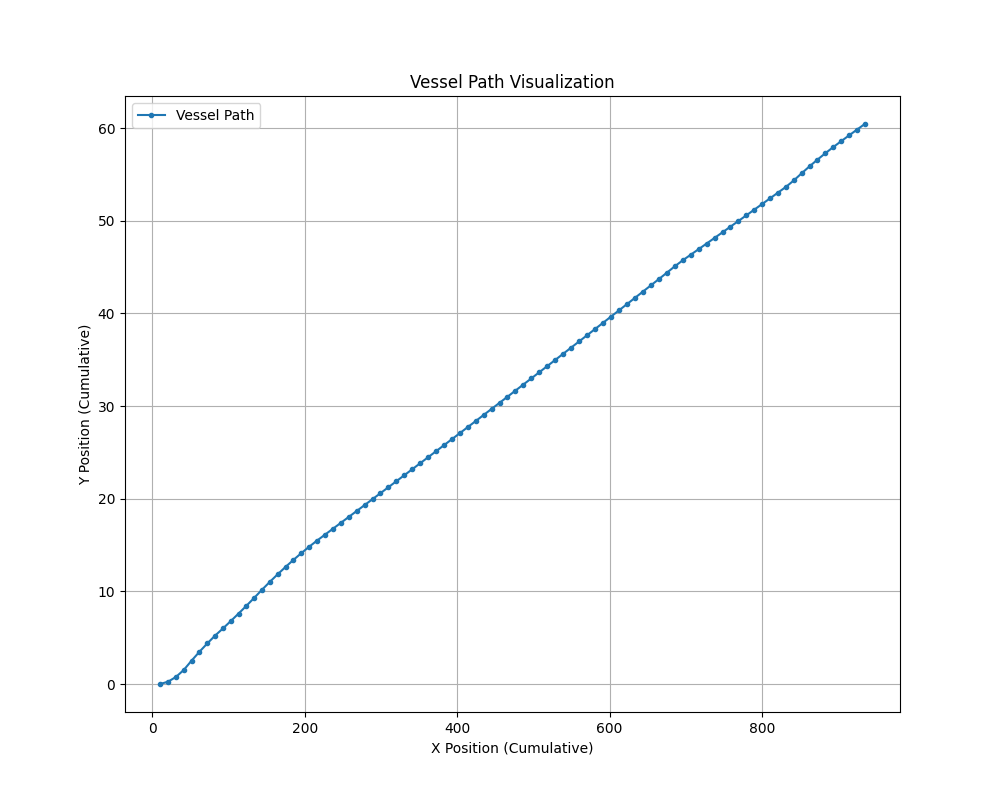 Vessel Path Visualization
Vessel Path
60
50
40
30
20
10
0
Y Position (Cumulative)
0 200 400 600 800
X Position (Cumulative)